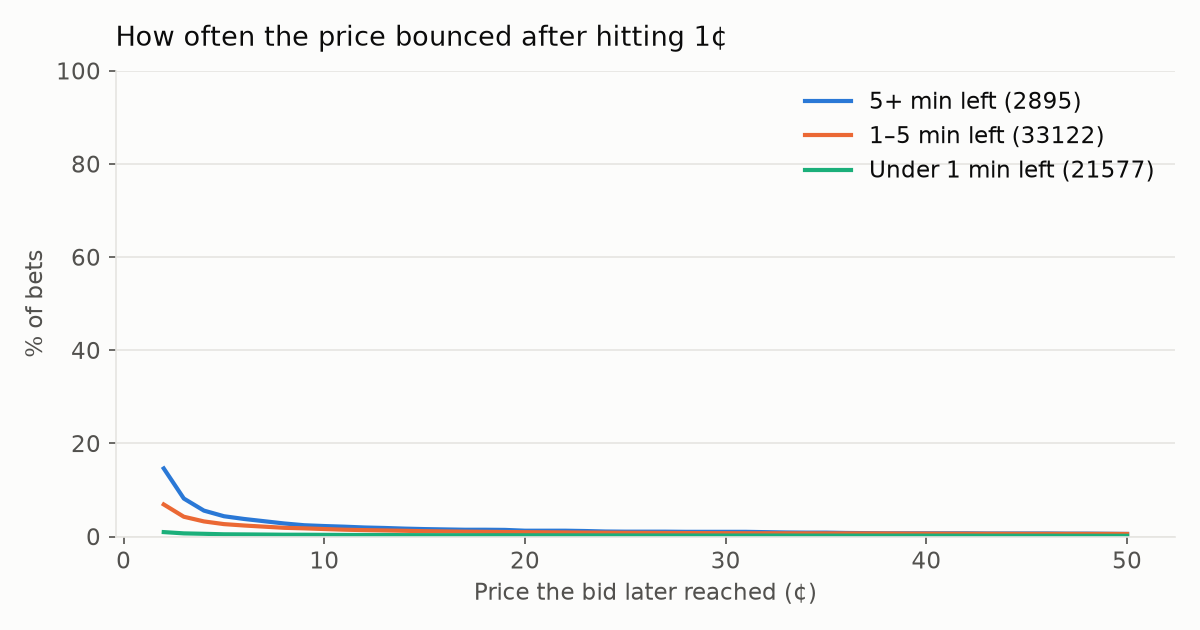 How often the price bounced after hitting 1¢
100
80
60
40
20
0
% of bets
5+ min left (2895)
1–5 min left (33122)
Under 1 min left (21577)
0 10 20 30 40 50
Price the bid later reached (¢)